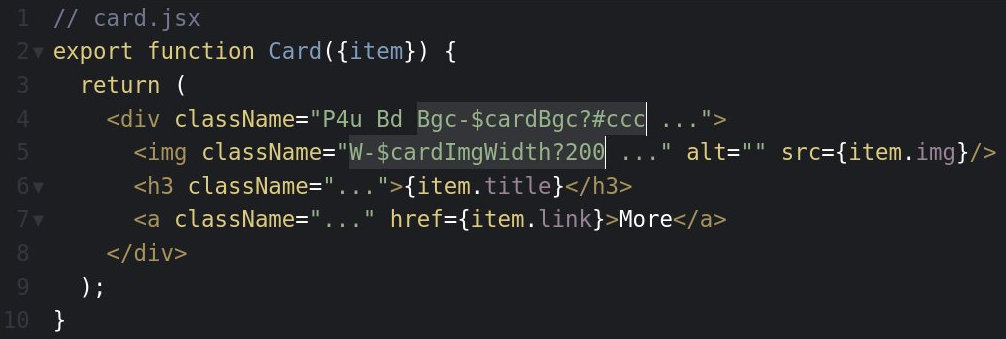 1 // card.jsx
2 export function Card({item}) {
3 return (
4 <div className="P4u Bd Bgc-$cardBgc?#ccc ...">
5 <img className="W-$cardImgWidth?200 ..." alt="" src={item.img}/>
6 <h3 className="...">{item.title}</h3>
7 <a className="..." href={item.link}>More</a>
8 </div>
9 );
10 }